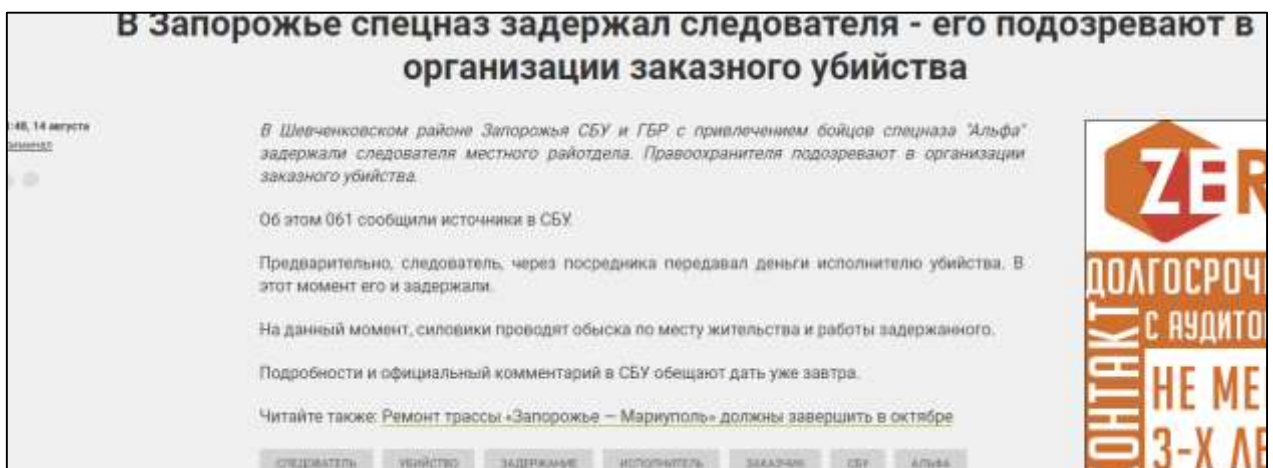 В Запорожье спецназ задержал следователя - его подозревают в
организации заказного убийства
:48, 14 августа
В Шевченковском районе Запорожья СБУ и ГБР с привлечением бойцов спецназа "Альфа"
задержали следователя местного райотдела. Правоохранителя подозревают в организации
заказного убийства.
Об этом 061 сообщили источники в СБУ.
Предварительно, следователь, через посредника передавал деньги исполнителю убийства. В
этот момент его и задержали.
На данный момент, силовики проводят обыска по месту жительства и работы задержанного.
Подробности и официальный комментарий в СБУ обещают дать уже завтра.
Читайте также: Ремонт трассы «Запорожье — Мариуполь» должны завершить в октябре
СЛЕДОВАТЕЛЬ УБИЙСТВО ЗАДЕРЖАНИЕ ИСПОЛНИТЕЛЬ ЗАКАЗЧИК СБУ АЛЬФА
ZER
ДОЛГОСРОЧ
С АУДИТО
НЕ МЕ
3-Х ЛЕ
ОНТАКТ